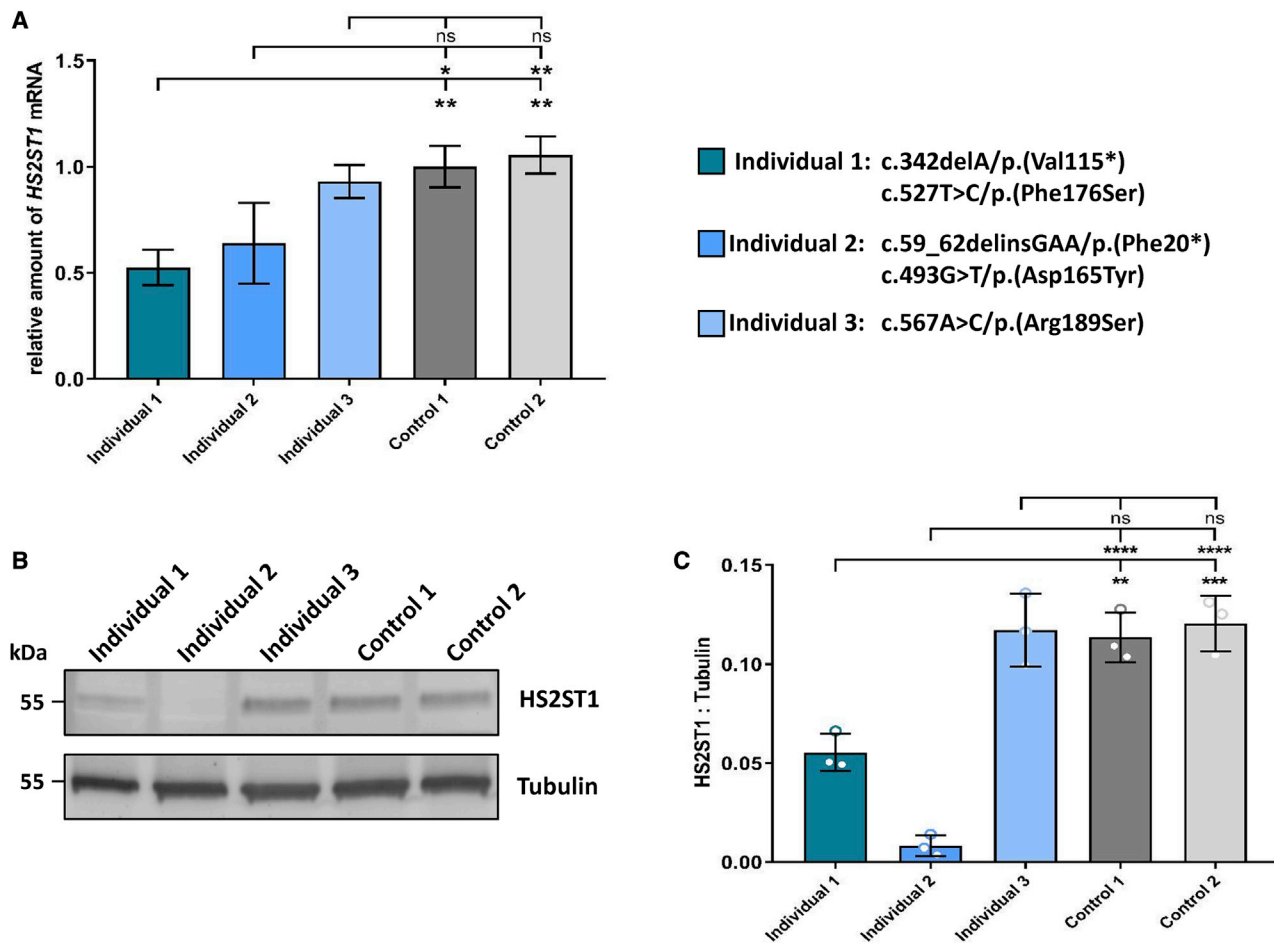 A
ns ns
* **
** **
relative amount of HS2ST1 mRNA
1.5
1.0
0.5
0.0
Individual 1
Individual 2
Individual 3
Control 1
Control 2
Individual 1: c.342delA/p.(Val115*)
c.527T>C/p.(Phe176Ser)
Individual 2: c.59_62delinsGAA/p.(Phe20*)
c.493G>T/p.(Asp165Tyr)
Individual 3: c.567A>C/p.(Arg189Ser)
B
Individual 1
Individual 2
Individual 3
Control 1
Control 2
kDa
55
HS2ST1
55
Tubulin
C
ns ns
**** ****
** ***
HS2ST1 : Tubulin
0.15
0.10
0.05
0.00
Individual 1
Individual 2
Individual 3
Control 1
Control 2